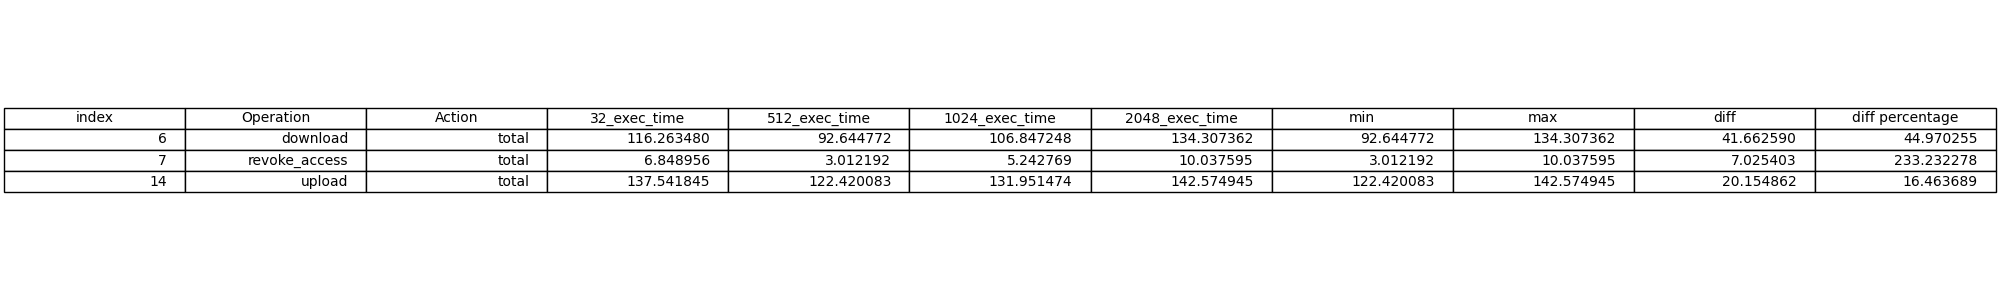 index Operation Action 32_exec_time 512_exec_time 1024_exec_time 2048_exec_time min max diff diff percentage
6 download total 116.263480 92.644772 106.847248 134.307362 92.644772 134.307362 41.662590 44.970255
7 revoke_access total 6.848956 3.012192 5.242769 10.037595 3.012192 10.037595 7.025403 233.232278
14 upload total 137.541845 122.420083 131.951474 142.574945 122.420083 142.574945 20.154862 16.463689